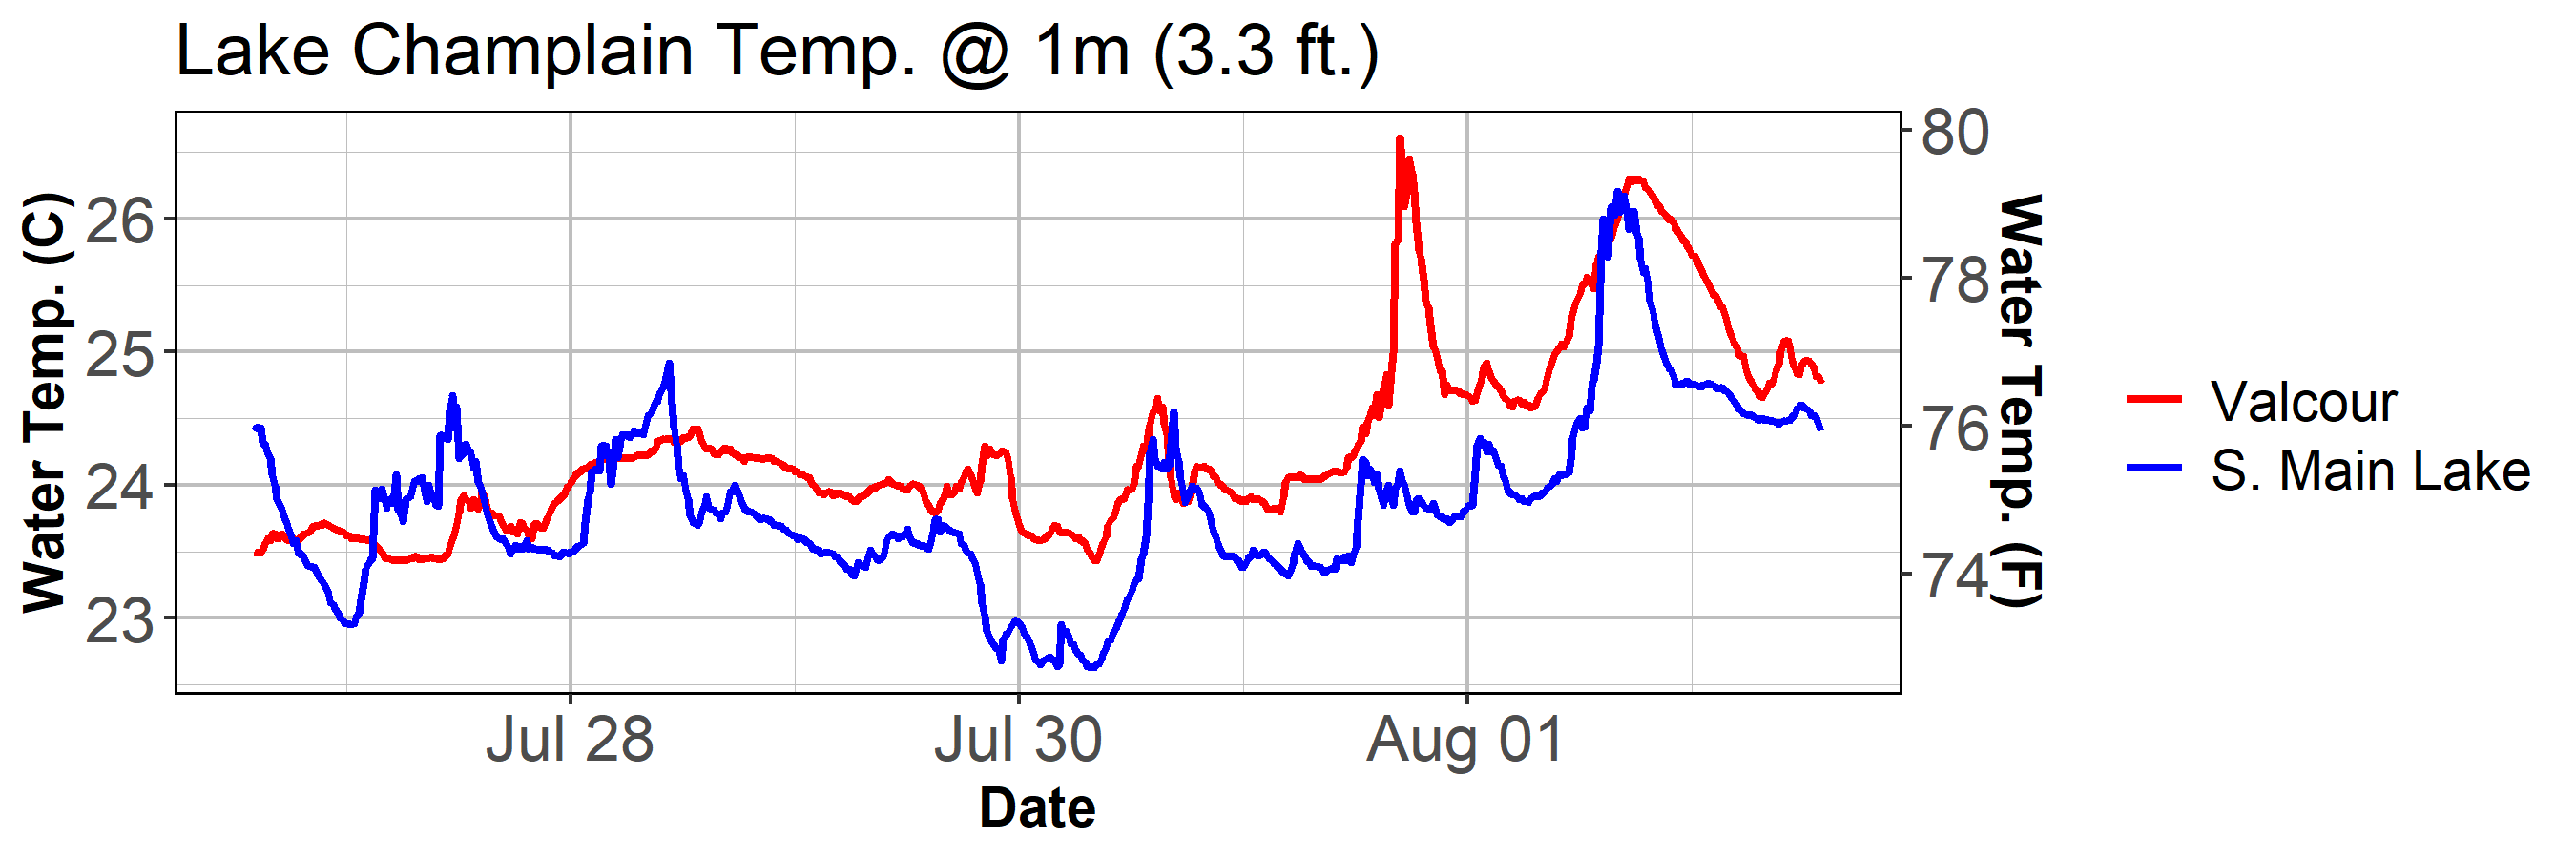 Lake Champlain Temp. @ 1m (3.3 ft.)
Water Temp. (C)
26
25
24
23
80
78
76
74
Water Temp. (F)
Jul 28
Jul 30
Aug 01
Date
Valcour
S. Main Lake